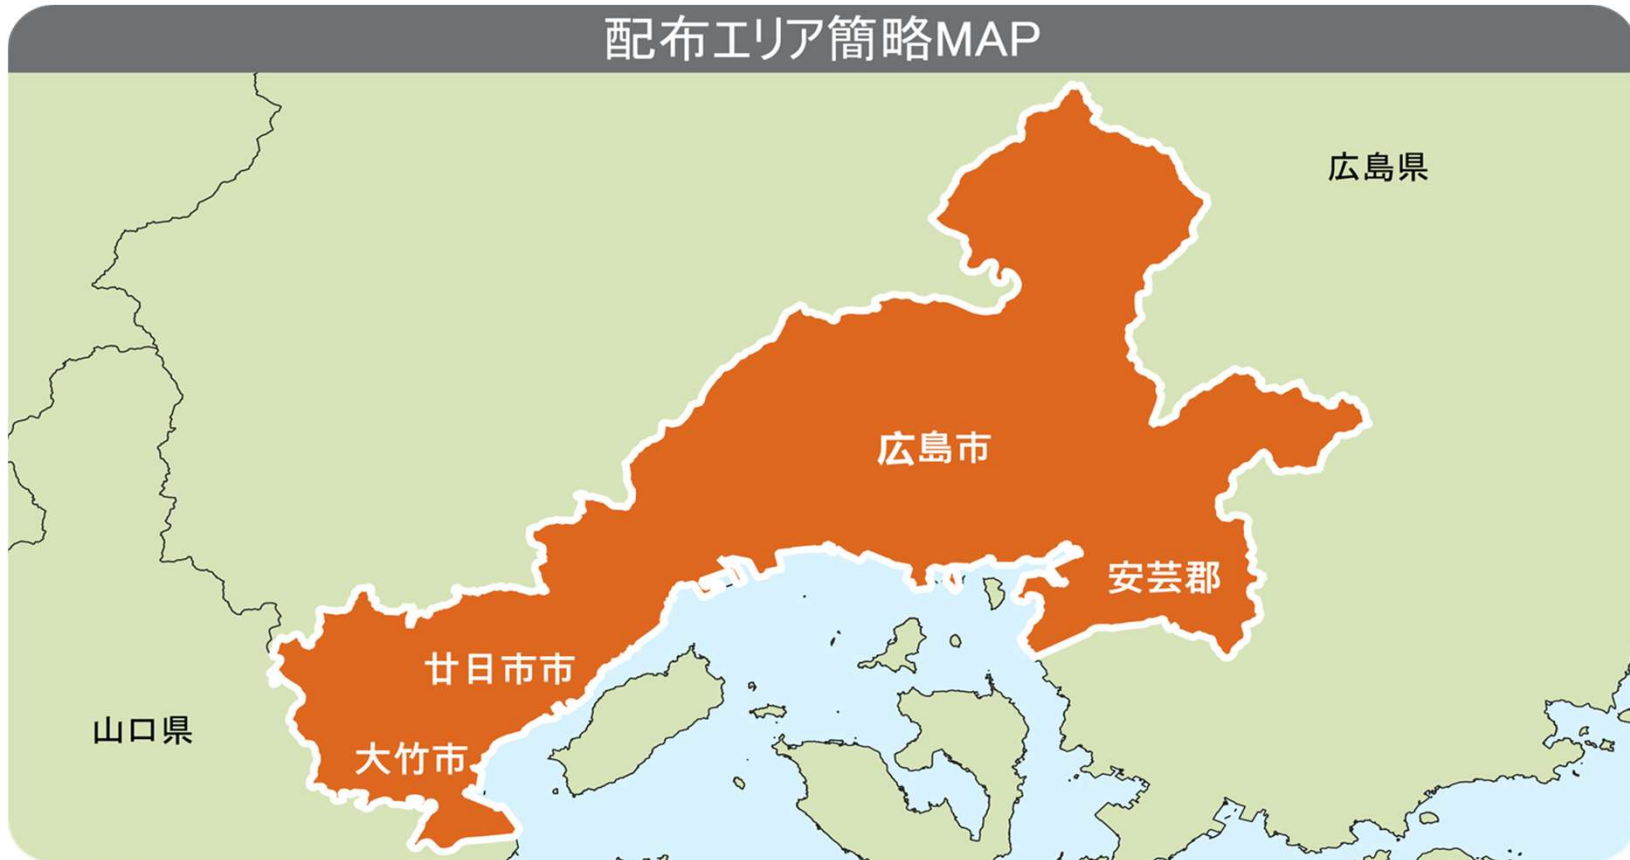 配布エリア簡略MAP
広島県
広島市
安芸郡
廿日市市
山口県
大竹市